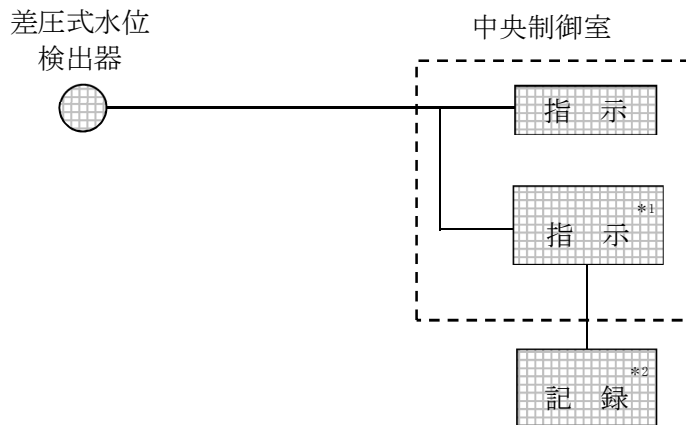 差圧式水位
検出器
中央制御室
指 示
指 示 *1
記 録 *2